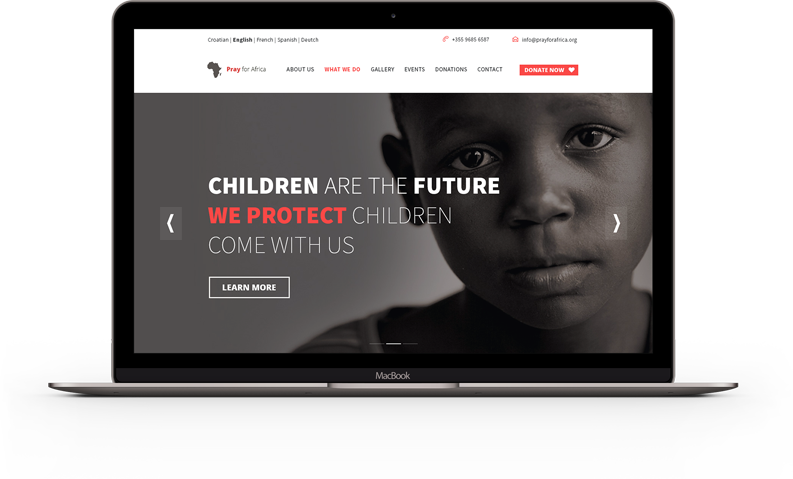 Croatian | English | French | Spanish | Deutch
+355 9685 6587
info@prayforafrica.org
Pray for Africa
ABOUT US
WHAT WE DO
GALLERY
EVENTS
DONATIONS
CONTACT
DONATE NOW
CHILDREN ARE THE FUTURE
WE PROTECT CHILDREN
COME WITH US
LEARN MORE
MacBook